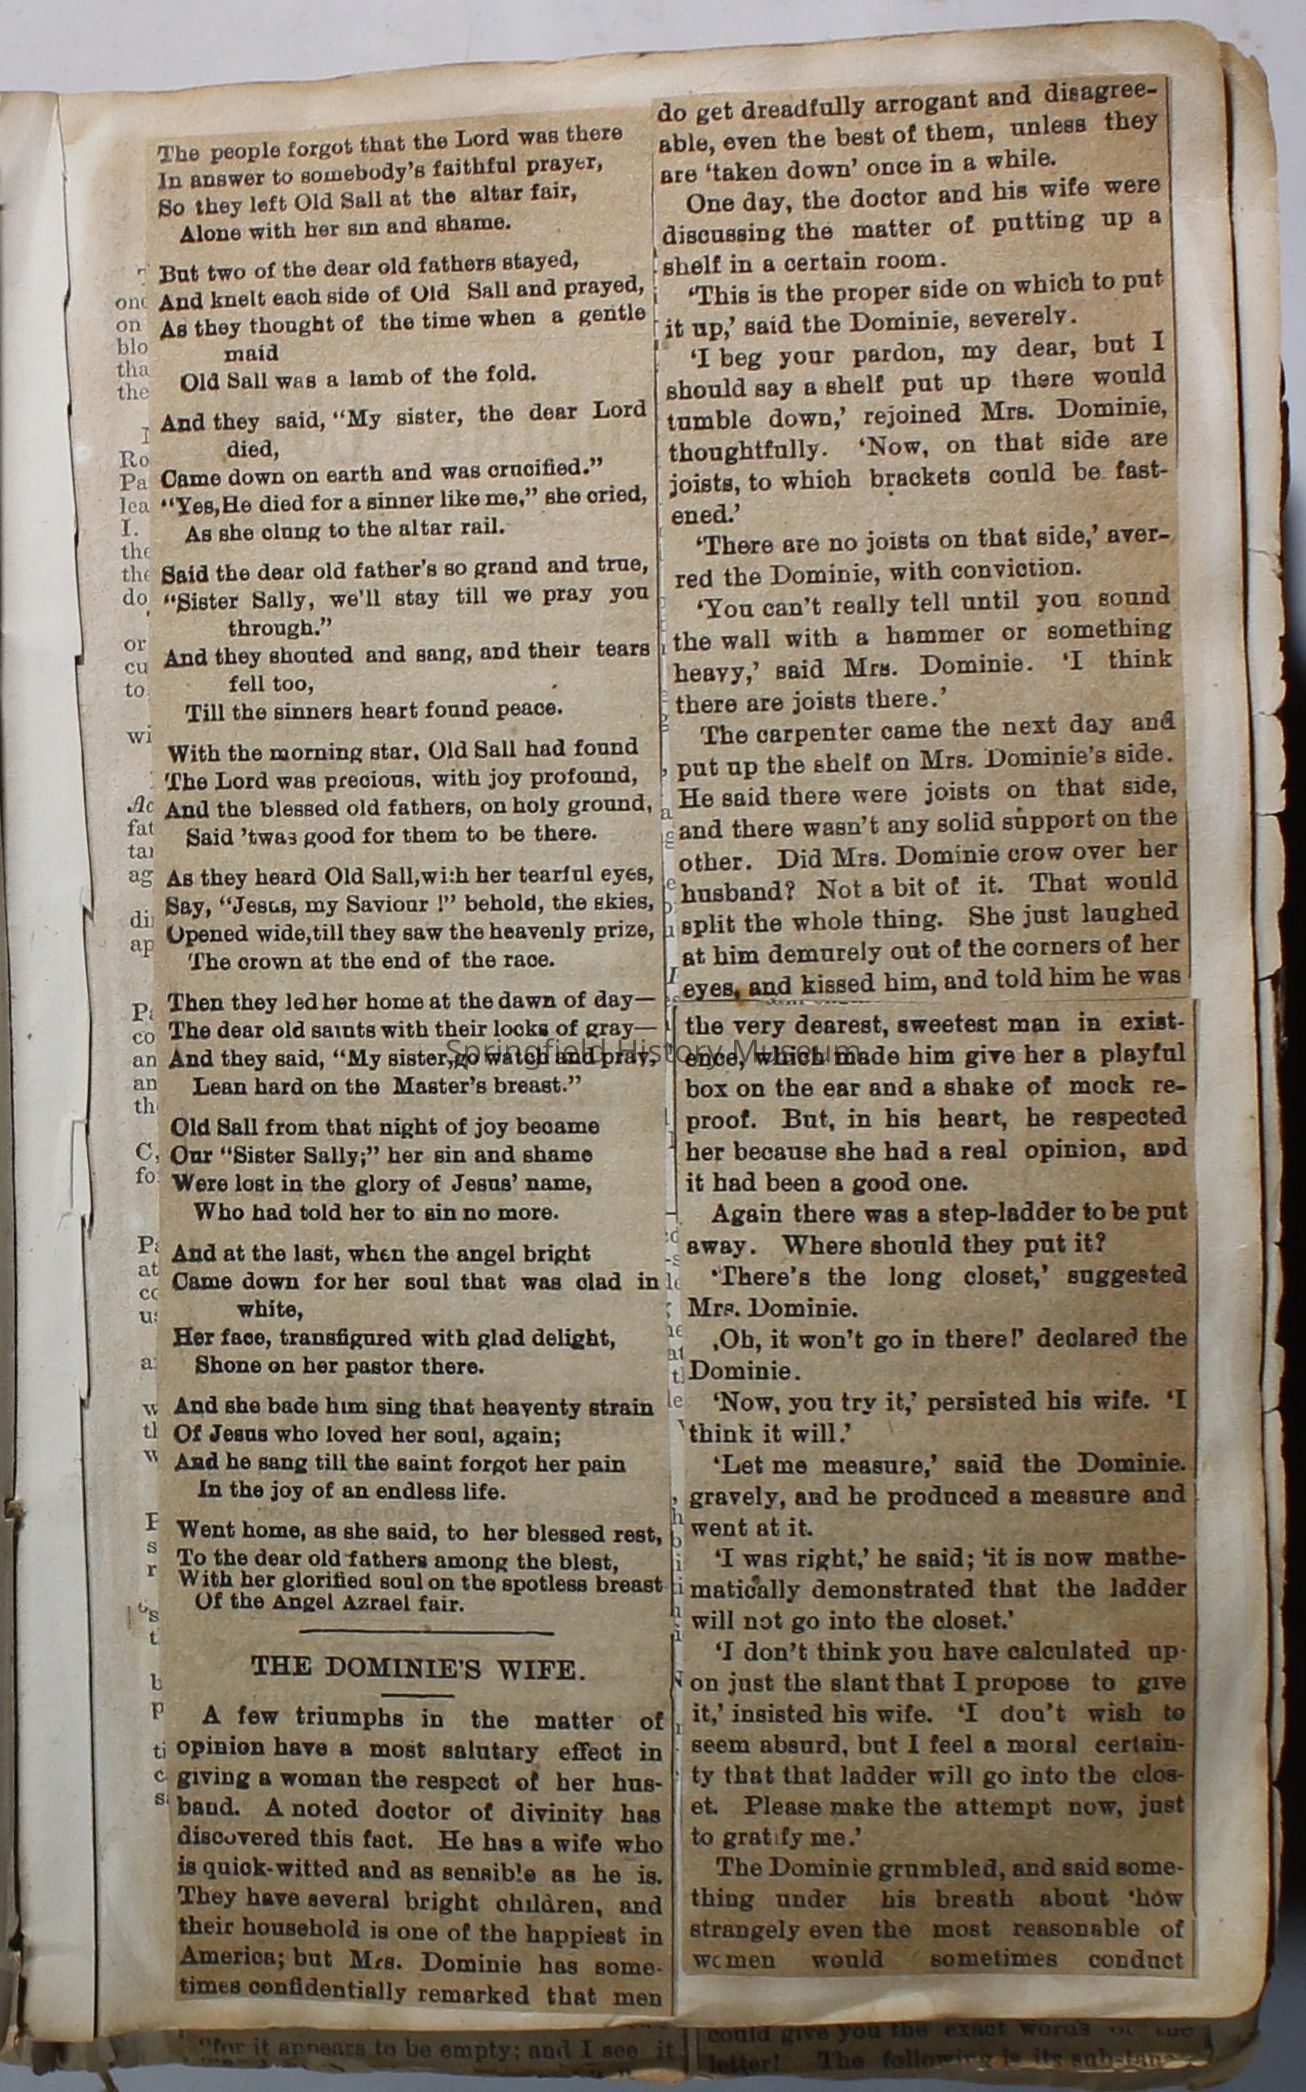 The people forgot that the Lord was there
In answer to somebody's faithful prayer,
So they left Old Sall at the altar fair,
Alone with her sin and shame.
But two of the dear old fathers stayed,
And knelt each side of Old Sall and prayed,
As they thought of the time when a gentle
maid
Old Sall was a lamb of the fold.
And they said, "My sister, the dear Lord
died,
Came down on earth and was crucified."
"Yes,He died for a sinner like me," she cried,
As she clung to the altar rail.
Said the dear old father's so grand and true,
"Sister Sally, we'll stay till we pray you
through."
And they shouted and sang, and their tears
fell too,
Till the sinners heart found peace.
With the morning star, Old Sall had found
The Lord was precious, with joy profound,
And the blessed old fathers, on holy ground,
Said 'twas good for them to be there.
As they heard Old Sall,with her tearful eyes,
Say, "Jesus, my Saviour !" behold, the skies,
Opened wide,till they saw the heavenly prize,
The crown at the end of the race.
Then they led her home at the dawn of day—
The dear old saints with their locks of gray—
And they said, "My sister,go watch and pray,
Lean hard on the Master's breast."
Old Sall from that night of joy became
Our "Sister Sally;" her sin and shame
Were lost in the glory of Jesus' name,
Who had told her to sin no more.
And at the last, when the angel bright
Came down for her soul that was clad in
white,
Her face, transfigured with glad delight,
Shone on her pastor there.
And she bade him sing that heaventy strain
Of Jesus who loved her soul, again;
And he sang till the saint forgot her pain
In the joy of an endless life.
Went home, as she said, to her blessed rest,
To the dear old fathers among the blest,
With her glorified soul on the spotless breast
Of the Angel Azrael fair.
THE DOMINIE'S WIFE.
A few triumphs in the matter of
opinion have a most salutary effect in
giving a woman the respect of her hus-
band. A noted doctor of divinity has
discovered this fact. He has a wife who
is quick-witted and as sensible as he is.
They have several bright children, and
their household is one of the happiest in
America; but Mrs. Dominie has some-
times confidentially remarked that men
do get dreadfully arrogant and disagree-
able, even the best of them, unless they
are 'taken down' once in a while.
One day, the doctor and his wife were
discussing the matter of putting up a
shelf in a certain room.
'This is the proper side on which to put
it up,' said the Dominie, severely.
'I beg your pardon, my dear, but I
should say a shelf put up there would
tumble down,' rejoined Mrs. Dominie,
thoughtfully. 'Now, on that side are
joists, to which brackets could be fast-
ened.'
'There are no joists on that side,' aver-
red the Dominie, with conviction.
'You can't really tell until you sound
the wall with a hammer or something
heavy,' said Mrs. Dominie. 'I think
there are joists there.'
The carpenter came the next day and
put up the shelf on Mrs. Dominie's side.
He said there were joists on that side,
and there wasn't any solid support on the
other. Did Mrs. Dominie crow over her
husband? Not a bit of it. That would
split the whole thing. She just laughed
at him demurely out of the corners of her
eyes, and kissed him, and told him he was
the very dearest, sweetest man in exist-
ence, which made him give her a playful
box on the ear and a shake of mock re-
proof. But, in his heart, he respected
her because she had a real opinion, and
it had been a good one.
Again there was a step-ladder to be put
away. Where should they put it?
'There's the long closet,' suggested
Mrs. Dominie.
,Oh, it won't go in there!' declared the
Dominie.
'Now, you try it,' persisted his wife. 'I
think it will.'
'Let me measure,' said the Dominie.
gravely, and he produced a measure and
went at it.
'I was right,' he said; 'it is now mathe-
matically demonstrated that the ladder
will not go into the closet.'
'I don't think you have calculated up-
on just the slant that I propose to give
it,' insisted his wife. 'I don't wish to
seem absurd, but I feel a moral certain-
ty that that ladder will go into the clos-
et. Please make the attempt now, just
to gratify me.'
The Dominie grumbled, and said some-
thing under his breath about 'how
strangely even the most reasonable of
women would sometimes conduct
"for it appears to be empty; and I see it
could give you the exact words of the
letter! The following is its substance
Springfield History Museum